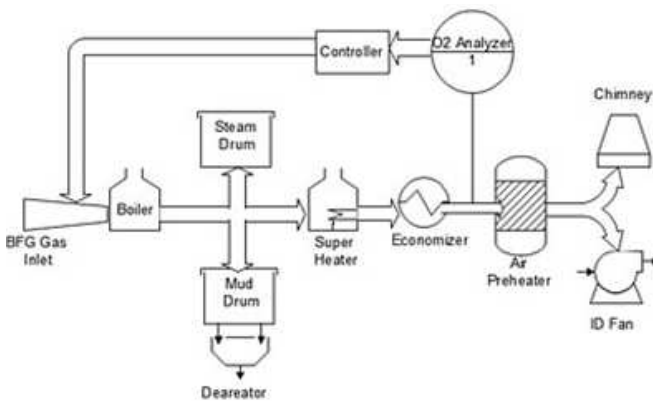 Controller
O2 Analyzer
1
Chimney
Steam
Drum
Boiler
BFG Gas
Inlet
Super
Heater
Economizer
Air
Preheater
Mud
Drum
ID Fan
Deareator